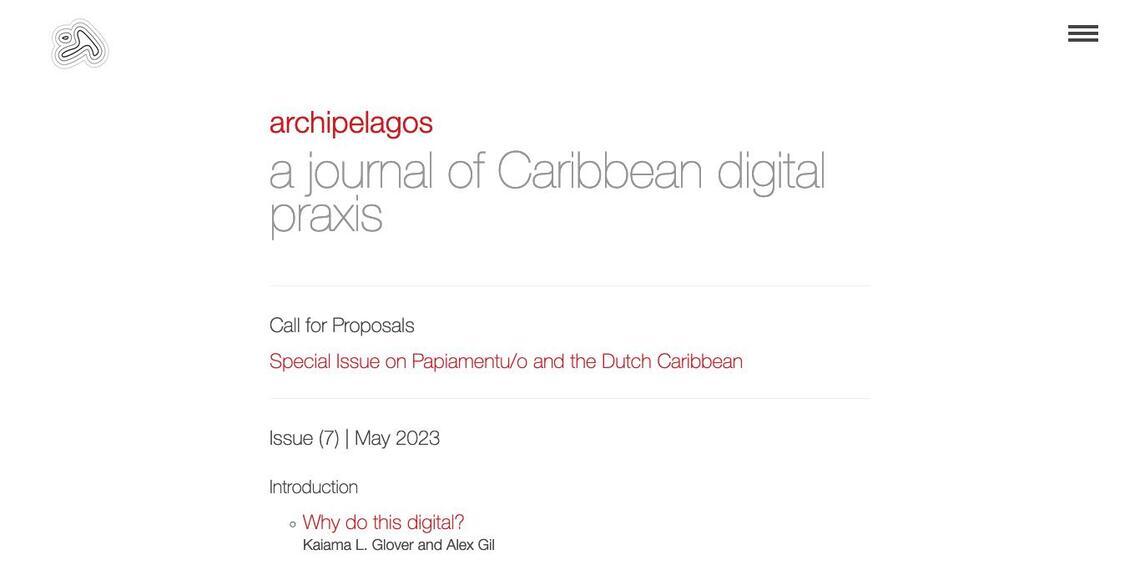 archipelagos
a journal of Caribbean digital
praxis
Call for Proposals
Special Issue on Papiamentu/o and the Dutch Caribbean
Issue (7) | May 2023
Introduction
Why do this digital?
Kaiama L. Glover and Alex Gil